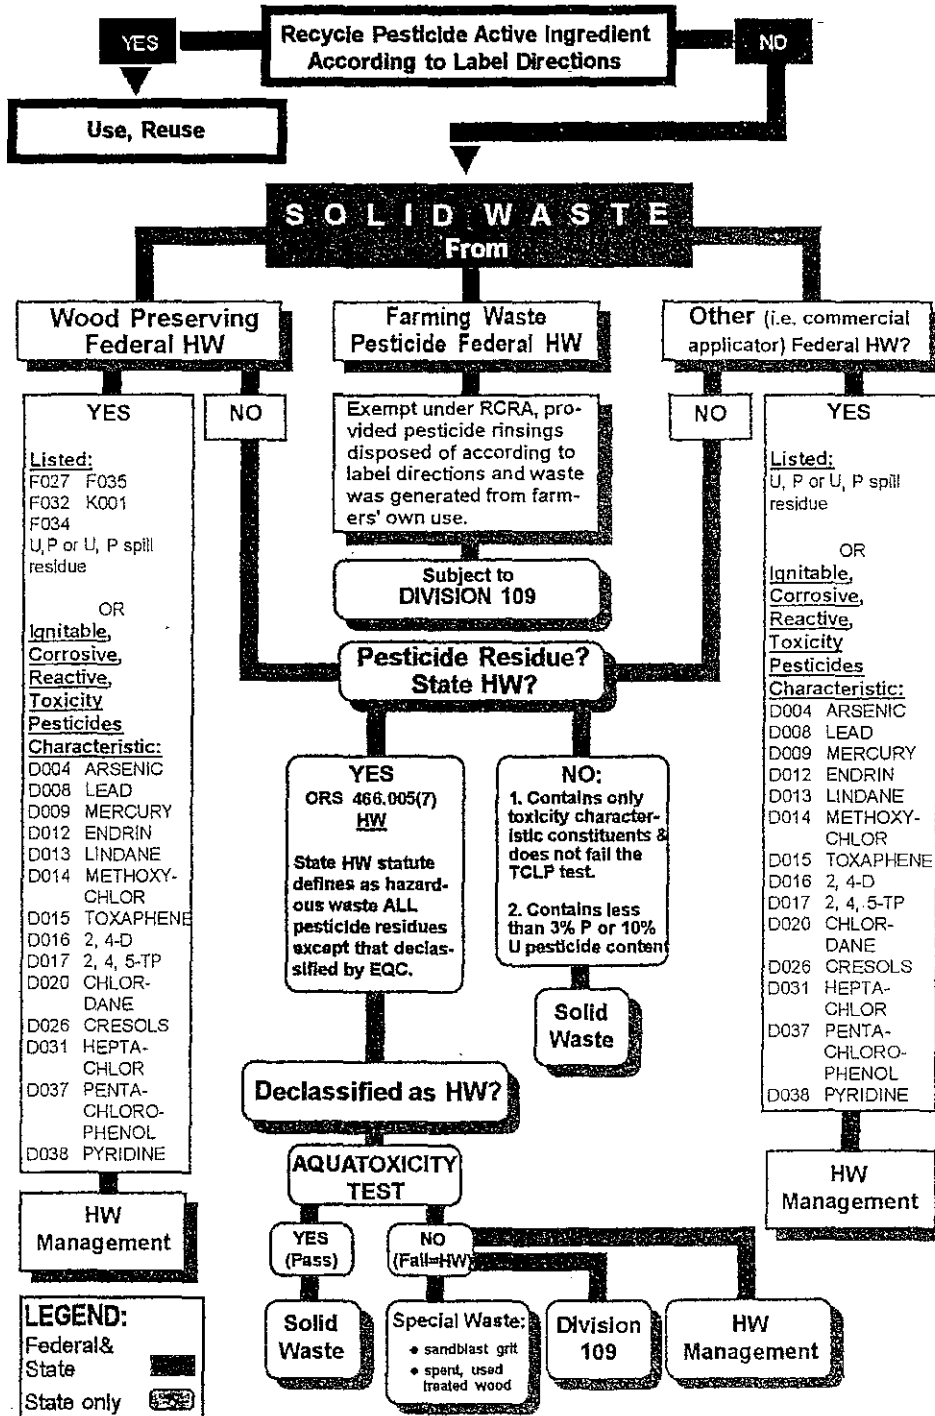 YES
Recycle Pesticide Active Ingredient
According to Label Directions
NO
Use, Reuse
SOLID WASTE
From
Wood Preserving
Federal HW
Farming Waste
Pesticide Federal HW
Other (i.e. commercial
applicator) Federal HW?
YES
Listed:
F027 F035
F032 K001
F034
U,P or U, P spill
residue
OR
Ignitable,
Corrosive,
Reactive,
Toxicity
Pesticides
Characteristic:
D004 ARSENIC
D008 LEAD
D009 MERCURY
D012 ENDRIN
D013 LINDANE
D014 METHOXY-
CHLOR
D015 TOXAPHENE
D016 2, 4-D
D017 2, 4, 5-TP
D020 CHLOR-
DANE
D026 CRESOLS
D031 HEPTA-
CHLOR
D037 PENTA-
CHLORO-
PHENOL
D038 PYRIDINE
HW
Management
NO
Exempt under RCRA, pro-
vided pesticide rinsings
disposed of according to
label directions and waste
was generated from farm-
ers' own use.
Subject to
DIVISION 109
NO
YES
Listed:
U, P or U, P spill
residue
OR
Ignitable,
Corrosive,
Reactive,
Toxicity
Pesticides
Characteristic:
D004 ARSENIC
D008 LEAD
D009 MERCURY
D012 ENDRIN
D013 LINDANE
D014 METHOXY-
CHLOR
D015 TOXAPHENE
D016 2, 4-D
D017 2, 4, 5-TP
D020 CHLOR-
DANE
D026 CRESOLS
D031 HEPTA-
CHLOR
D037 PENTA-
CHLORO-
PHENOL
D038 PYRIDINE
HW
Management
Pesticide Residue?
State HW?
YES
ORS 466.005(7)
HW
State HW statute
defines as hazard-
ous waste ALL
pesticide residues
except that declas-
sified by EQC.
NO:
1. Contains only
toxicity character-
istic constituents &
does not fail the
TCLP test.
2. Contains less
than 3% P or 10%
U pesticide content
Solid
Waste
Declassified as HW?
AQUATOXICITY
TEST
YES
(Pass)
NO
(Fail=HW)
Solid
Waste
Special Waste:
• sandblast grit
• spent, used
treated wood
Division
109
HW
Management
LEGEND:
Federal&
State
State only